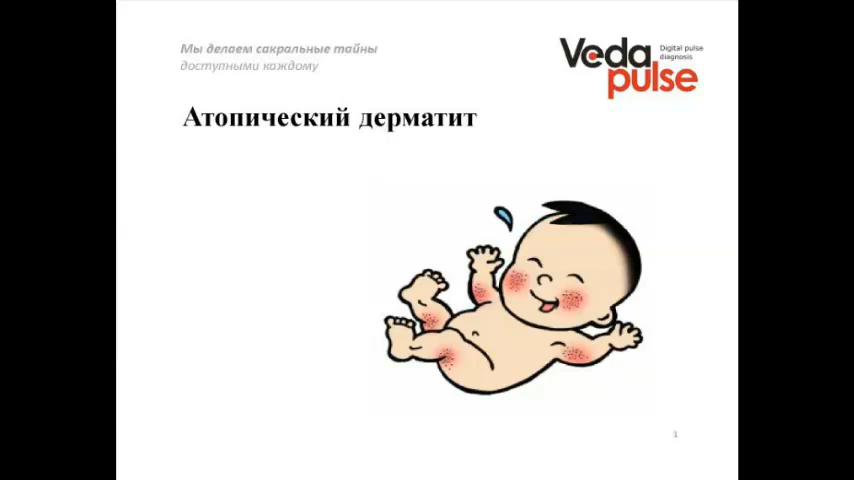 Мы делаем сакральные тайны
доступными каждому
Veda
pulse
Digital pulse
diagnosis
Атопический дерматит
1